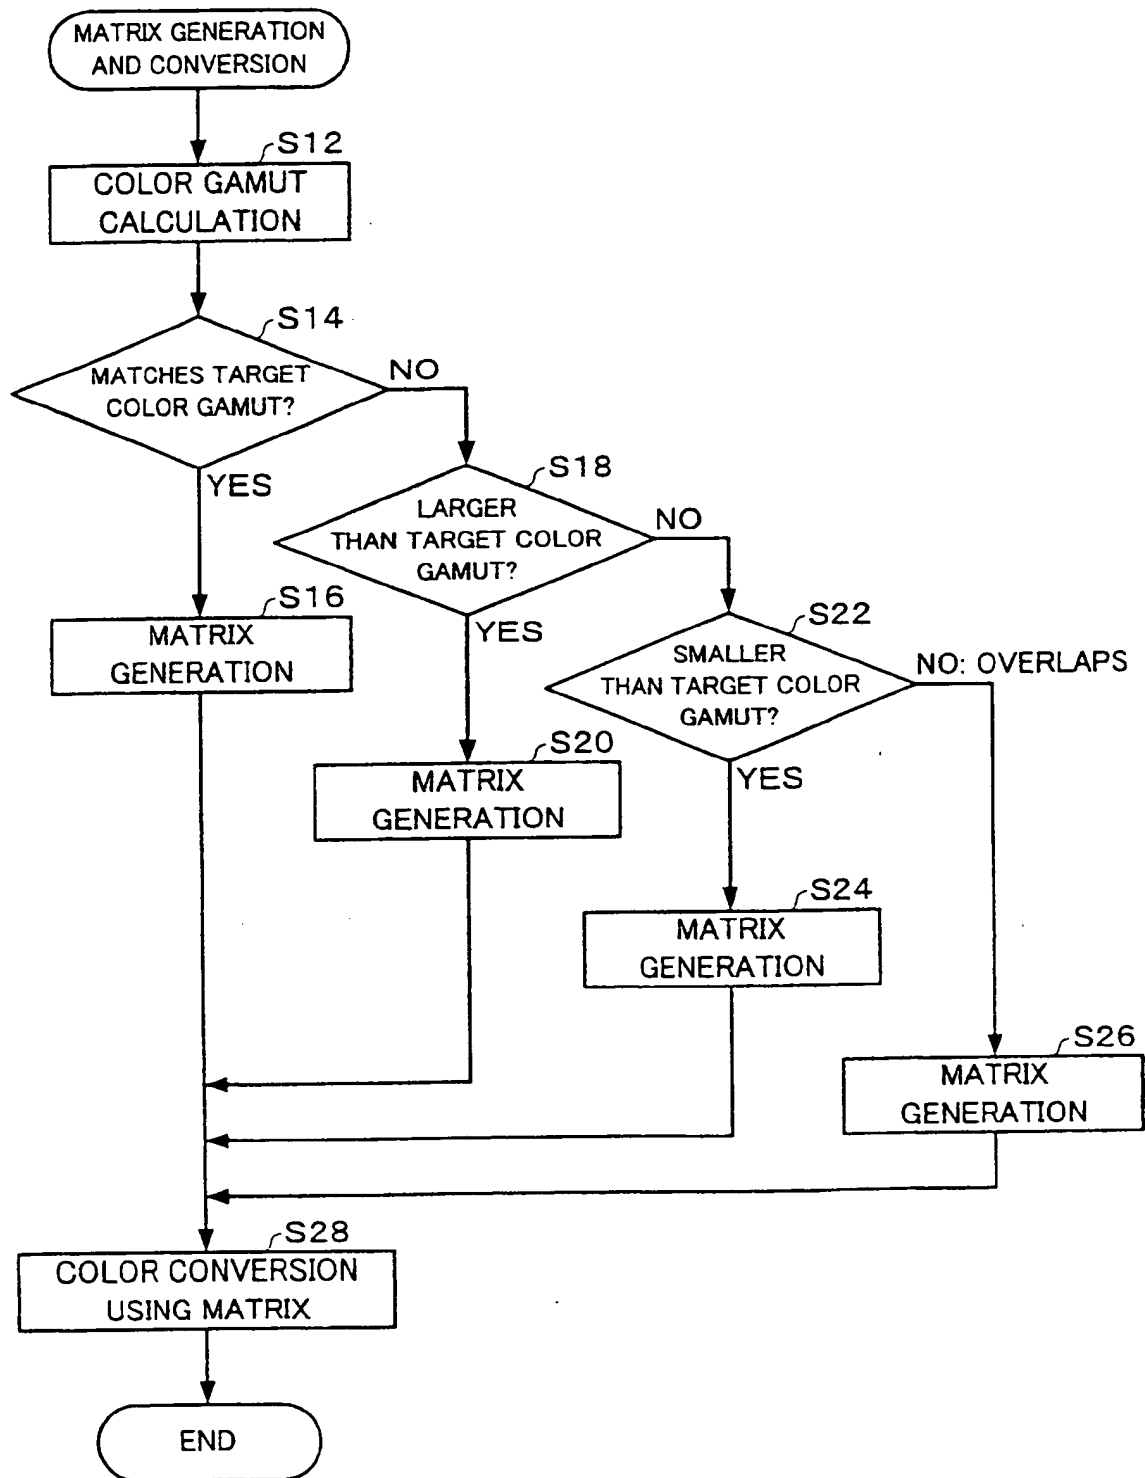 MATRIX GENERATION
AND CONVERSION
S12
COLOR GAMUT
CALCULATION
S14
MATCHES TARGET
COLOR GAMUT?
NO
YES
S18
LARGER
THAN TARGET COLOR
GAMUT?
NO
YES
S16
MATRIX
GENERATION
S22
SMALLER
THAN TARGET COLOR
GAMUT?
NO: OVERLAPS
YES
S20
MATRIX
GENERATION
S24
MATRIX
GENERATION
S26
MATRIX
GENERATION
S28
COLOR CONVERSION
USING MATRIX
END